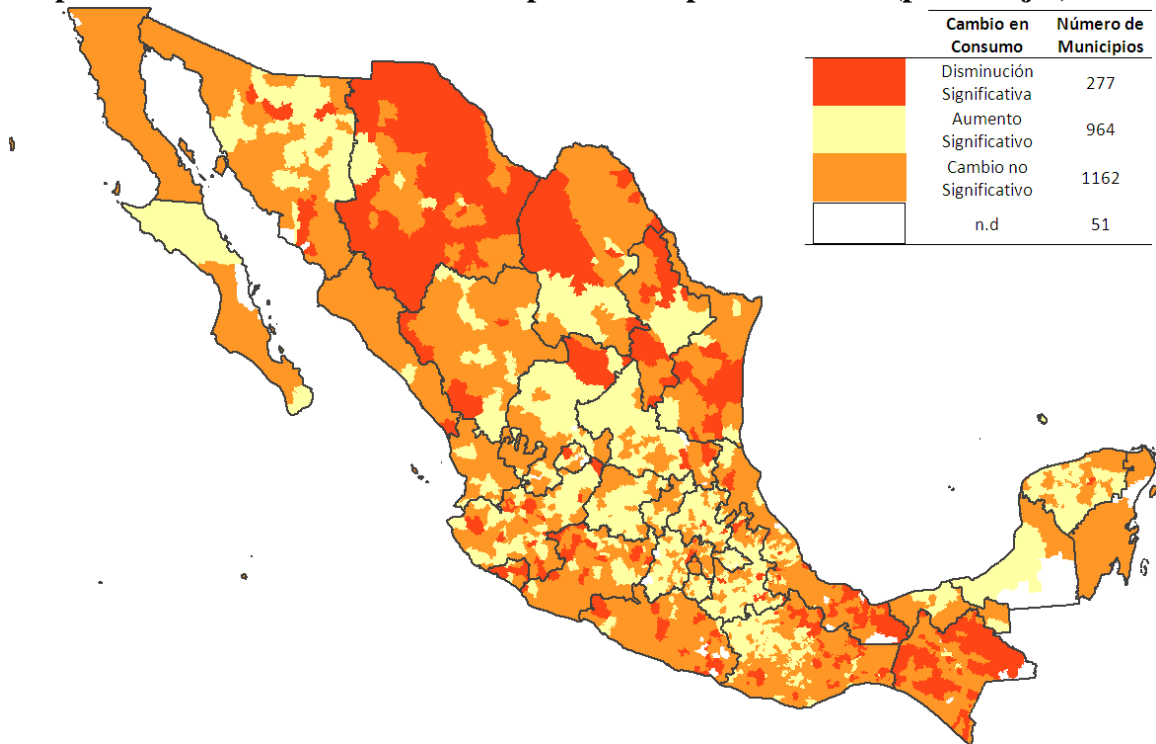 Cambio en Consumo Número de Municipios
Disminución Significativa 277
Aumento Significativo 964
Cambio no Significativo 1162
n.d 51